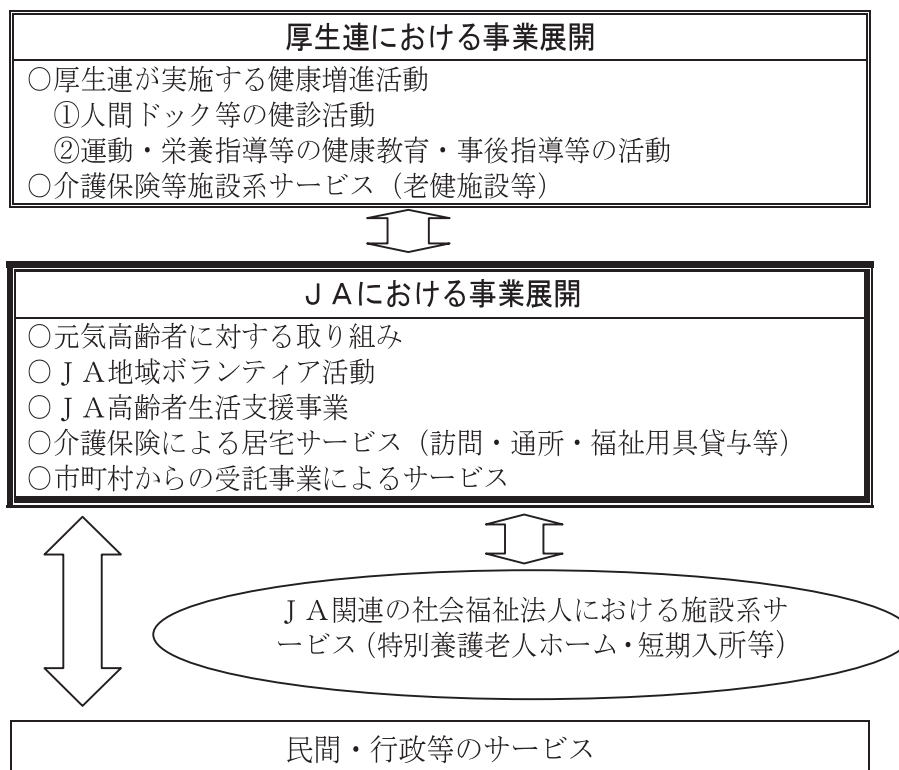 厚生連における事業展開
○厚生連が実施する健康増進活動
①人間ドック等の健診活動
②運動・栄養指導等の健康教育・事後指導等の活動
○介護保険等施設系サービス（老健施設等）
ＪＡにおける事業展開
○元気高齢者に対する取り組み
○ＪＡ地域ボランティア活動
○ＪＡ高齢者生活支援事業
○介護保険による居宅サービス（訪問・通所・福祉用具貸与等）
○市町村からの受託事業によるサービス
ＪＡ関連の社会福祉法人における施設系サ
ービス（特別養護老人ホーム・短期入所等）
民間・行政等のサービス